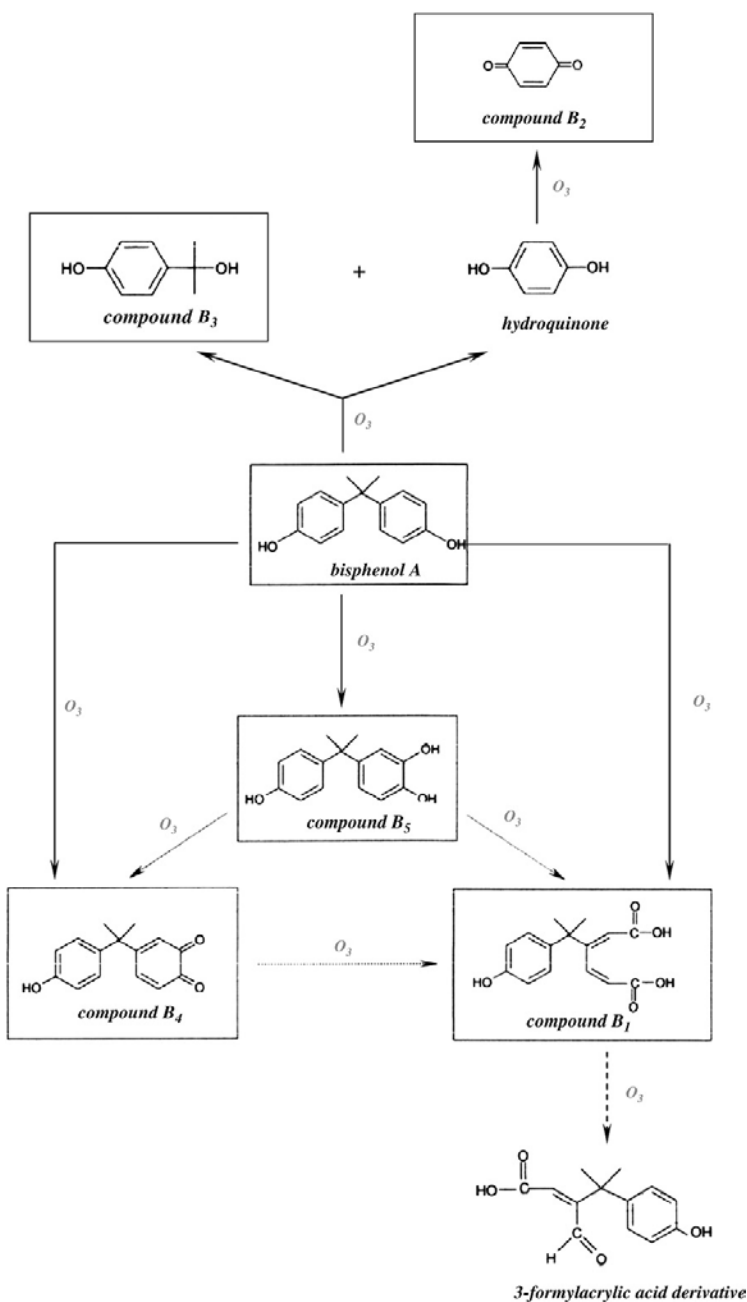 O O
compound B2
O3
HO OH + HO OH
compound B3
hydroquinone
O3
HO OH
bisphenol A
O3
O3
O3
OH
HO OH
compound B5
O3
O3
O
HO O
compound B4
O3
O
C-OH
HO C-OH
O
compound B1
O3
O
HO-C
C
H O
OH
3-formylacrylic acid derivative